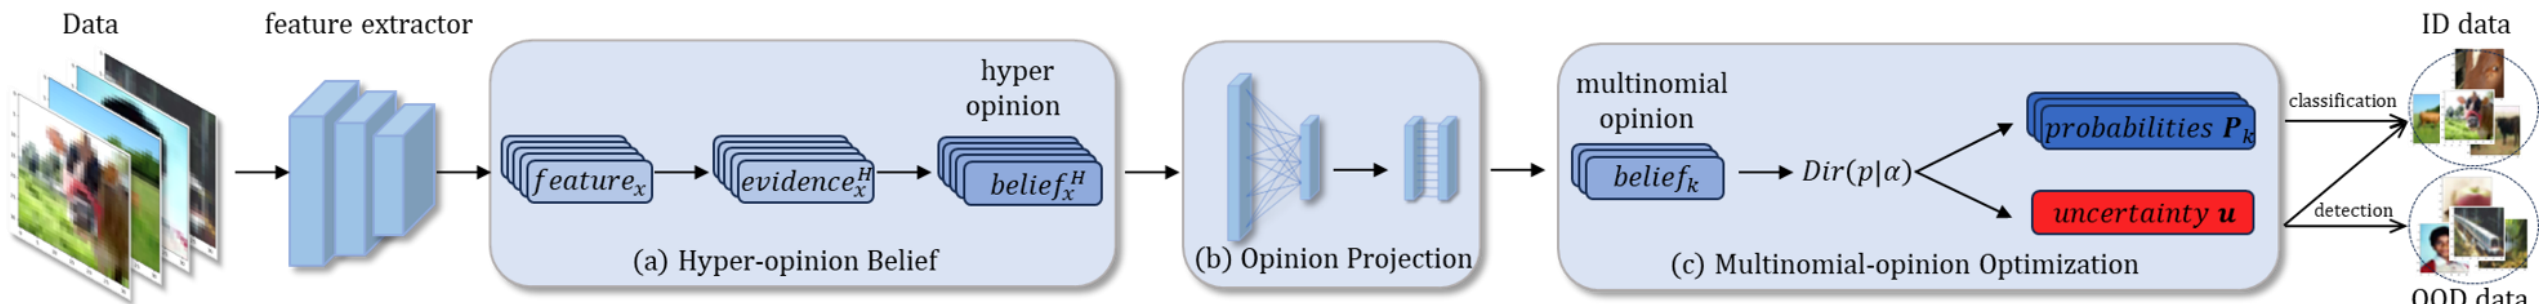 Data
feature extractor
hyper
opinion
feature_x
evidence_x^H
belief_x^H
(a) Hyper-opinion Belief
(b) Opinion Projection
multinomial
opinion
belief_k
Dir(p|α)
probabilities P_k
uncertainty u
(c) Multinomial-opinion Optimization
classification
detection
ID data
OOD data